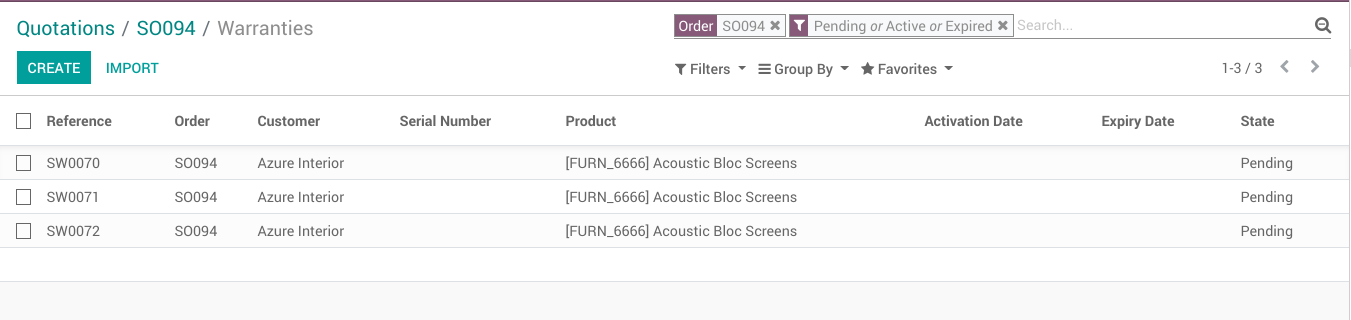 Quotations / SO094 / Warranties
Order SO094 ✖ Pending or Active or Expired ✖ Search...
CREATE IMPORT
Filters Group By Favorites 1-3 / 3
Reference Order Customer Serial Number Product Activation Date Expiry Date State
SW0070 SO094 Azure Interior [FURN_6666] Acoustic Bloc Screens Pending
SW0071 SO094 Azure Interior [FURN_6666] Acoustic Bloc Screens Pending
SW0072 SO094 Azure Interior [FURN_6666] Acoustic Bloc Screens Pending